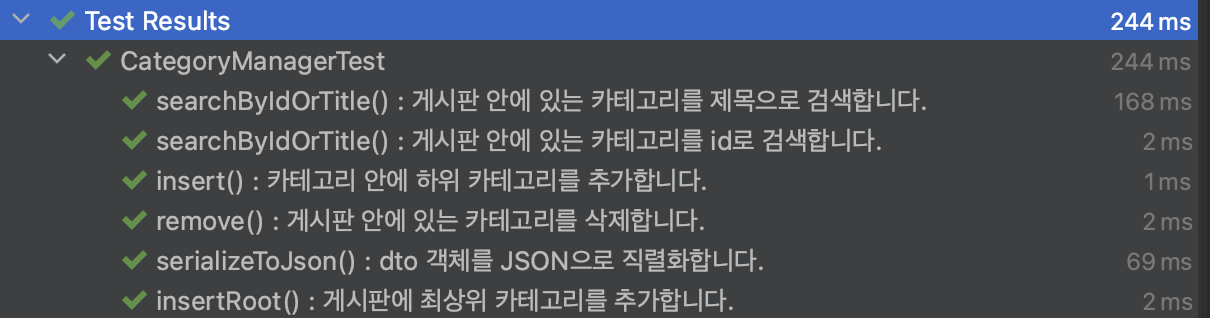 Test Results 244 ms
CategoryManagerTest 244 ms
searchByIdOrTitle() : 게시판 안에 있는 카테고리를 제목으로 검색합니다. 168 ms
searchByIdOrTitle() : 게시판 안에 있는 카테고리를 id로 검색합니다. 2 ms
insert() : 카테고리 안에 하위 카테고리를 추가합니다. 1 ms
remove() : 게시판 안에 있는 카테고리를 삭제합니다. 2 ms
serializeToJson() : dto 객체를 JSON으로 직렬화합니다. 69 ms
insertRoot() : 게시판에 최상위 카테고리를 추가합니다. 2 ms